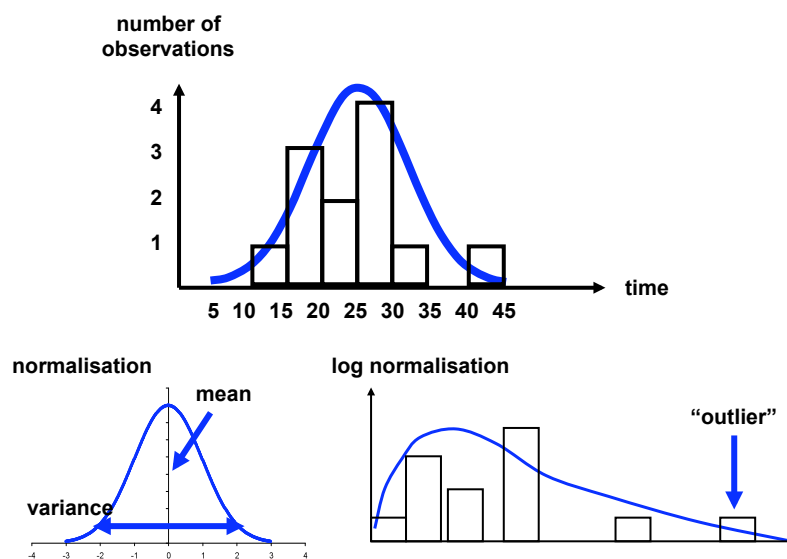 number of
observations
4
3
2
1
5 10 15 20 25 30 35 40 45
time
normalisation
mean
variance
-4 -3 -2 -1 0 1 2 3 4
log normalisation
“outlier”